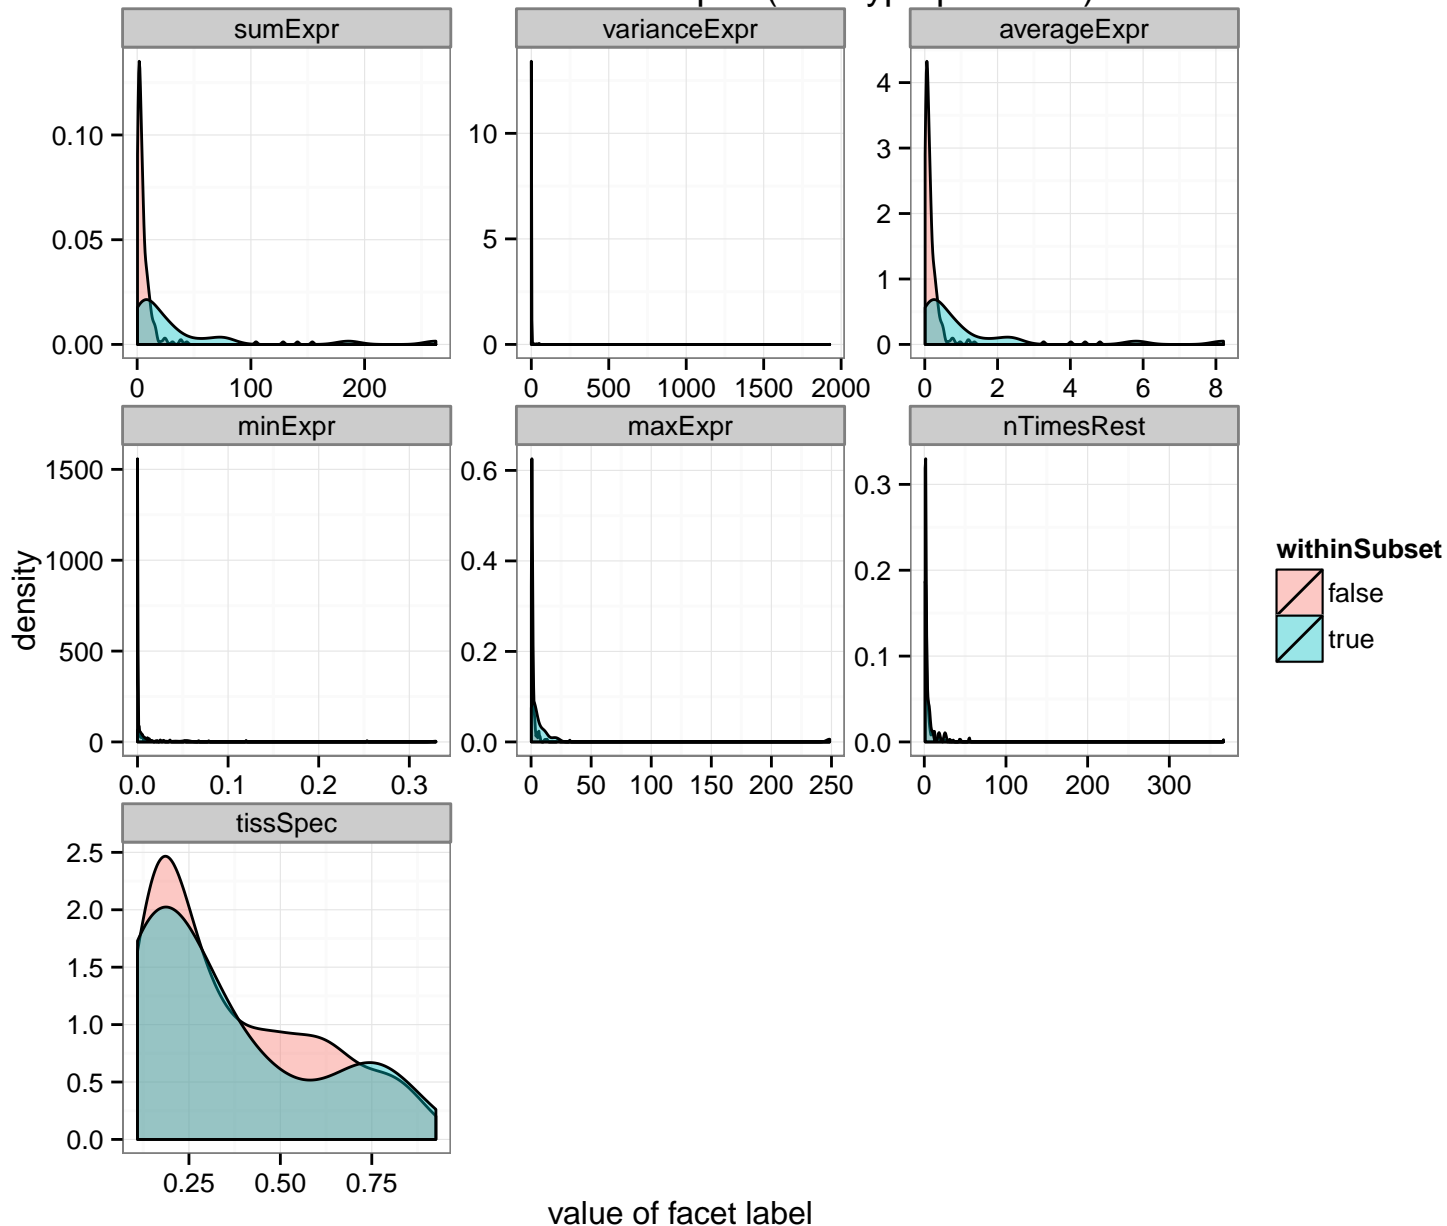 sumExpr varianceExpr averageExpr
0.10
0.05
0.00
0 100 200
10
5
0
0 500 1000 1500 2000
4
3
2
1
0
0 2 4 6 8
minExpr maxExpr nTimesRest
1500
1000
500
0
0.0 0.1 0.2 0.3
0.6
0.4
0.2
0.0
0 50 100 150 200 250
0.3
0.2
0.1
0.0
0 100 200 300
density
withinSubset
false
true
tissSpec
2.5
2.0
1.5
1.0
0.5
0.0
0.25 0.50 0.75
value of facet label